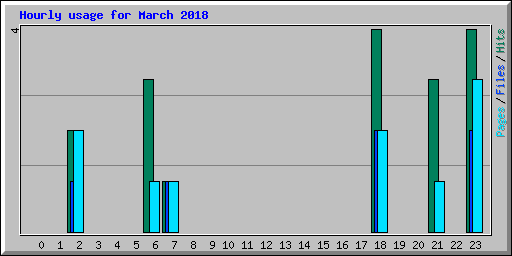 Hourly usage for March 2018
4
Pages/Files/Hits
0 1 2 3 4 5 6 7 8 9 10 11 12 13 14 15 16 17 18 19 20 21 22 23